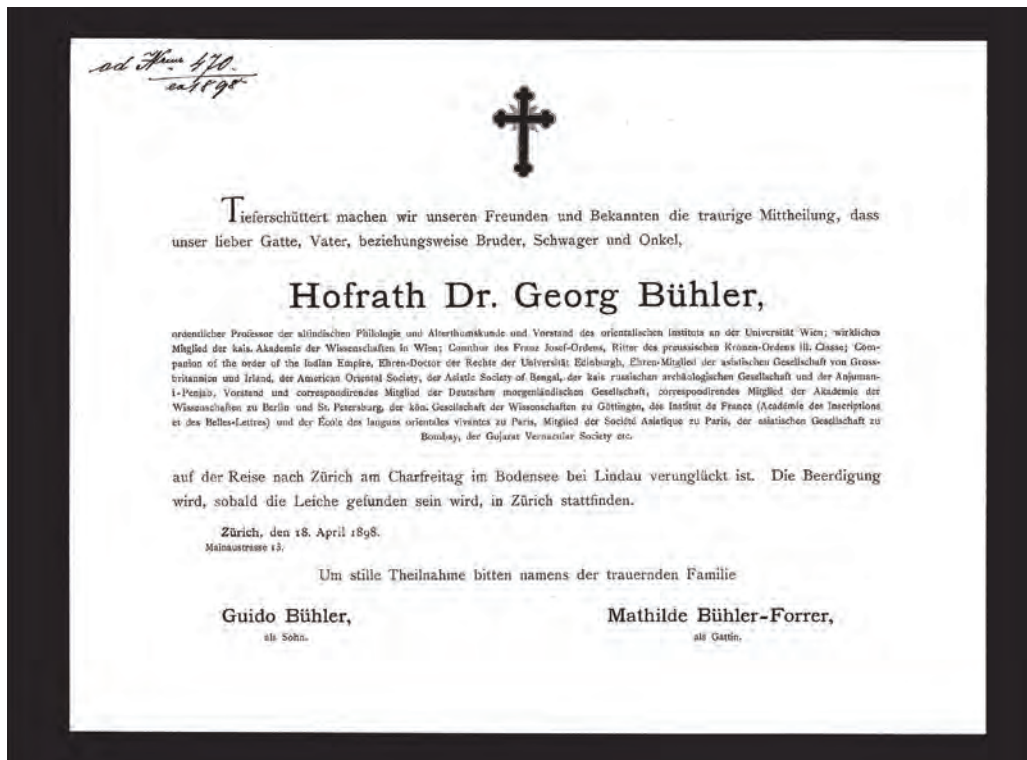 ad Nrum 470.
ex 1898
Tieferschüttert machen wir unseren Freunden und Bekannten die traurige Mittheilung, dass
unser lieber Gatte, Vater, beziehungsweise Bruder, Schwager und Onkel,
Hofrath Dr. Georg Bühler,
ordentlicher Professor der altindischen Philologie und Alterthumskunde und Vorstand des orientalischen Instituts an der Universität Wien; wirkliches
Mitglied der kais. Akademie der Wissenschaften in Wien; Comthur des Franz Josef-Ordens, Ritter des preussischen Kronen-Ordens III. Classe; Com-
panion of the order of the Indian Empire, Ehren-Doctor der Rechte der Universität Edinburgh, Ehren-Mitglied der asiatischen Gesellschaft von Gross-
britannien und Irland, der American Oriental Society, der Asiatic Society of Bengal, der kais russischen archäologischen Gesellschaft und der Anjuman-
i-Penjab, Vorstand und correspondirendes Mitglied der Deutschen morgenländischen Gesellschaft, correspondirendes Mitglied der Akademie der
Wissenschaften zu Berlin und St. Petersburg, der kön. Gesellschaft der Wissenschaften zu Göttingen, des Institut de France (Académie des Inscriptions
et des Belles-Lettres) und der École des langues orientales vivantes zu Paris, Mitglied der Société Asiatique zu Paris, der asiatischen Gesellschaft zu
Bombay, der Gujarat Vernacular Society etc.
auf der Reise nach Zürich am Charfreitag im Bodensee bei Lindau verunglückt ist. Die Beerdigung
wird, sobald die Leiche gefunden sein wird, in Zürich stattfinden.
Zürich, den 18. April 1898.
Mainaustrasse 13.
Um stille Theilnahme bitten namens der trauernden Familie
Guido Bühler,
als Sohn.
Mathilde Bühler-Forrer,
als Gattin.